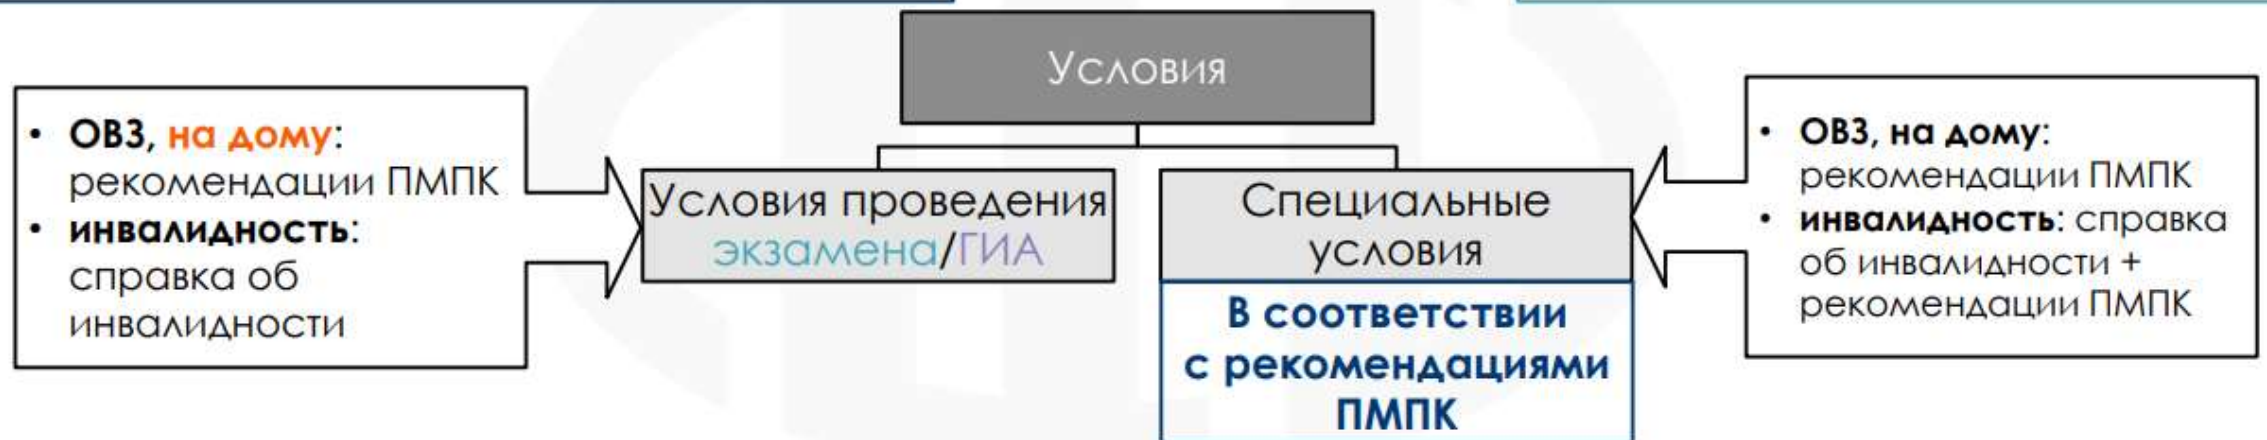 Условия
• ОВЗ, на дому:
рекомендации ПМПК
• инвалидность:
справка об
инвалидности
Условия проведения
экзамена/ГИА
Специальные
условия
В соответствии
с рекомендациями
ПМПК
• ОВЗ, на дому:
рекомендации ПМПК
• инвалидность: справка
об инвалидности +
рекомендации ПМПК